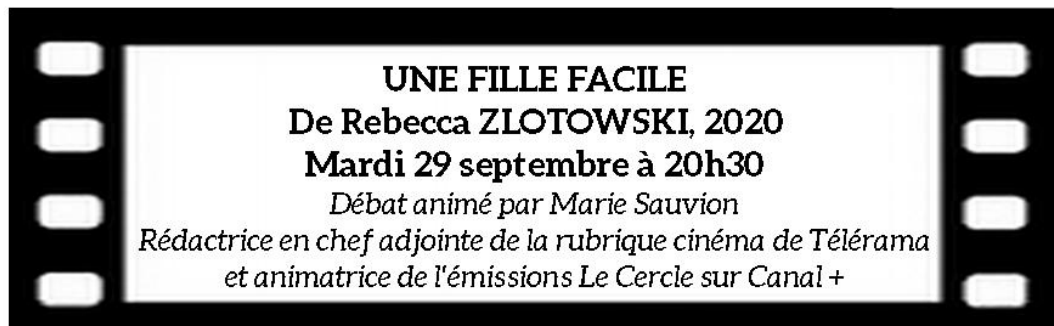 UNE FILLE FACILE
De Rebecca ZLOTOWSKI, 2020
Mardi 29 septembre à 20h30
Débat animé par Marie Sauvion
Rédactrice en chef adjointe de la rubrique cinéma de Télérama
et animatrice de l'émissions Le Cercle sur Canal +